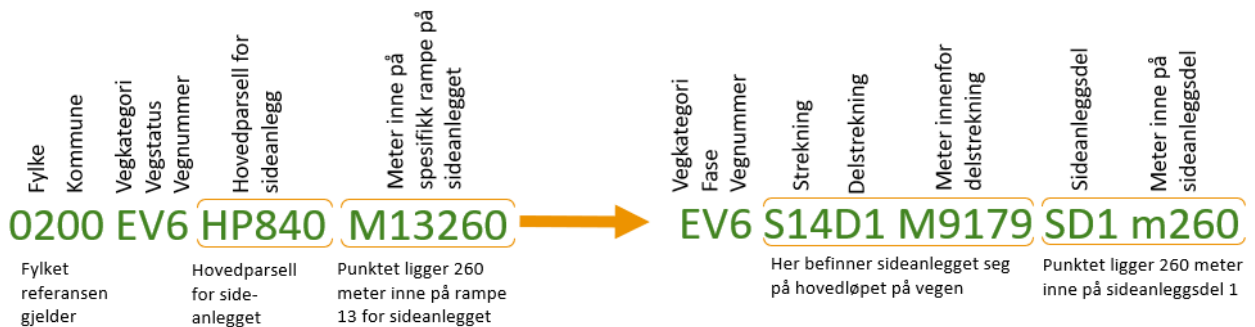 Fylke
Kommune
Vegkategori
Vegstatus
Vegnummer
Hovedparsell for
sideanlegg
Meter inne på
spesifikk rampe på
sideanlegget
Vegkategori
Fase
Vegnummer
Strekning
Delstrekning
Meter innenfor
delstrekning
Sideanleggsdel
Meter inne på
sideanleggsdel
0200 EV6 HP840 M13260
EV6 S14D1 M9179 SD1 m260
Fylket
referansen
gjelder
Hovedparsell
for side-
anlegget
Punktet ligger 260
meter inne på rampe
13 for sideanlegget
Her befinner sideanlegget seg
på hovedløpet på vegen
Punktet ligger 260 meter
inne på sideanleggsdel 1